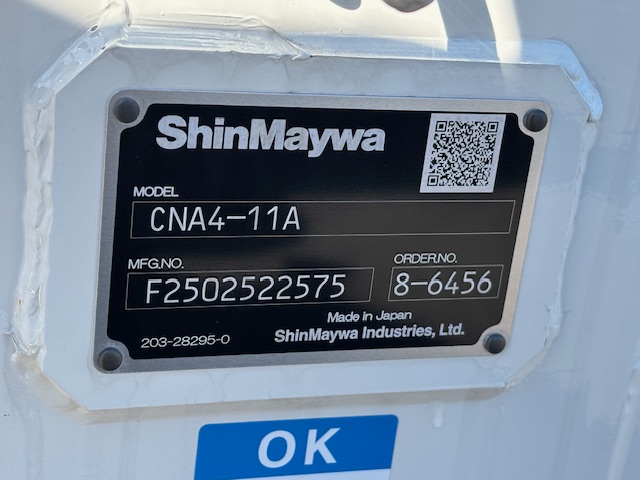 ShinMaywa
MODEL
CNA4-11A
MFG.NO.
F2502522575
ORDER.NO.
8-6456
203-28295-0
Made in Japan
ShinMaywa Industries, Ltd.
OK